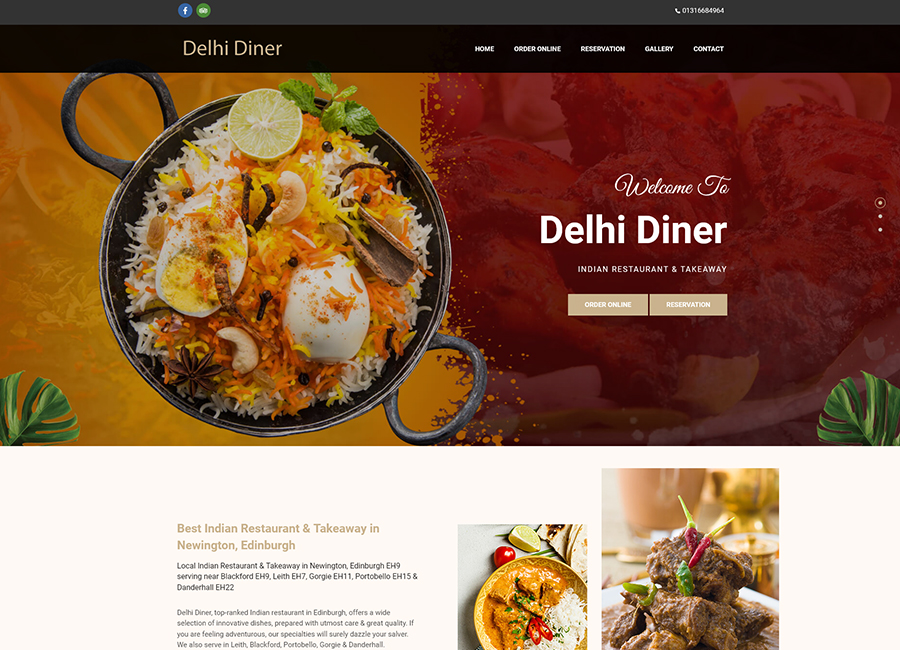 01316684964
Delhi Diner
HOME ORDER ONLINE RESERVATION GALLERY CONTACT
Welcome To
Delhi Diner
INDIAN RESTAURANT & TAKEAWAY
ORDER ONLINE RESERVATION
Best Indian Restaurant & Takeaway in
Newington, Edinburgh
Local Indian Restaurant & Takeaway in Newington, Edinburgh EH9
serving near Blackford EH9, Leith EH7, Gorgie EH11, Portobello EH15 &
Danderhall EH22
Delhi Diner, top-ranked Indian restaurant in Edinburgh, offers a wide
selection of innovative dishes, prepared with utmost care & great quality. If
you are feeling adventurous, our specialties will surely dazzle your salver.
We also serve in Leith, Blackford, Portobello, Gorgie & Danderhall.